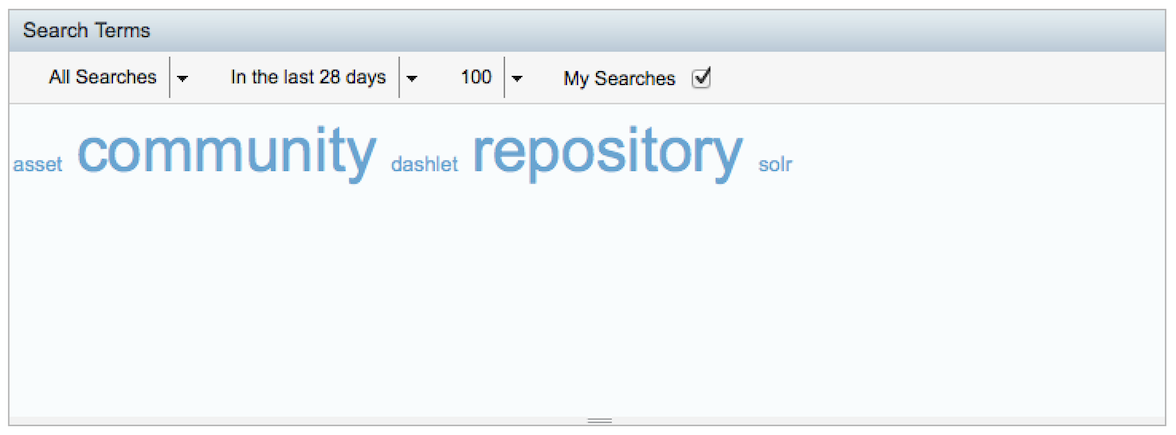 Search Terms
All Searches In the last 28 days 100 My Searches
asset community dashlet repository solr